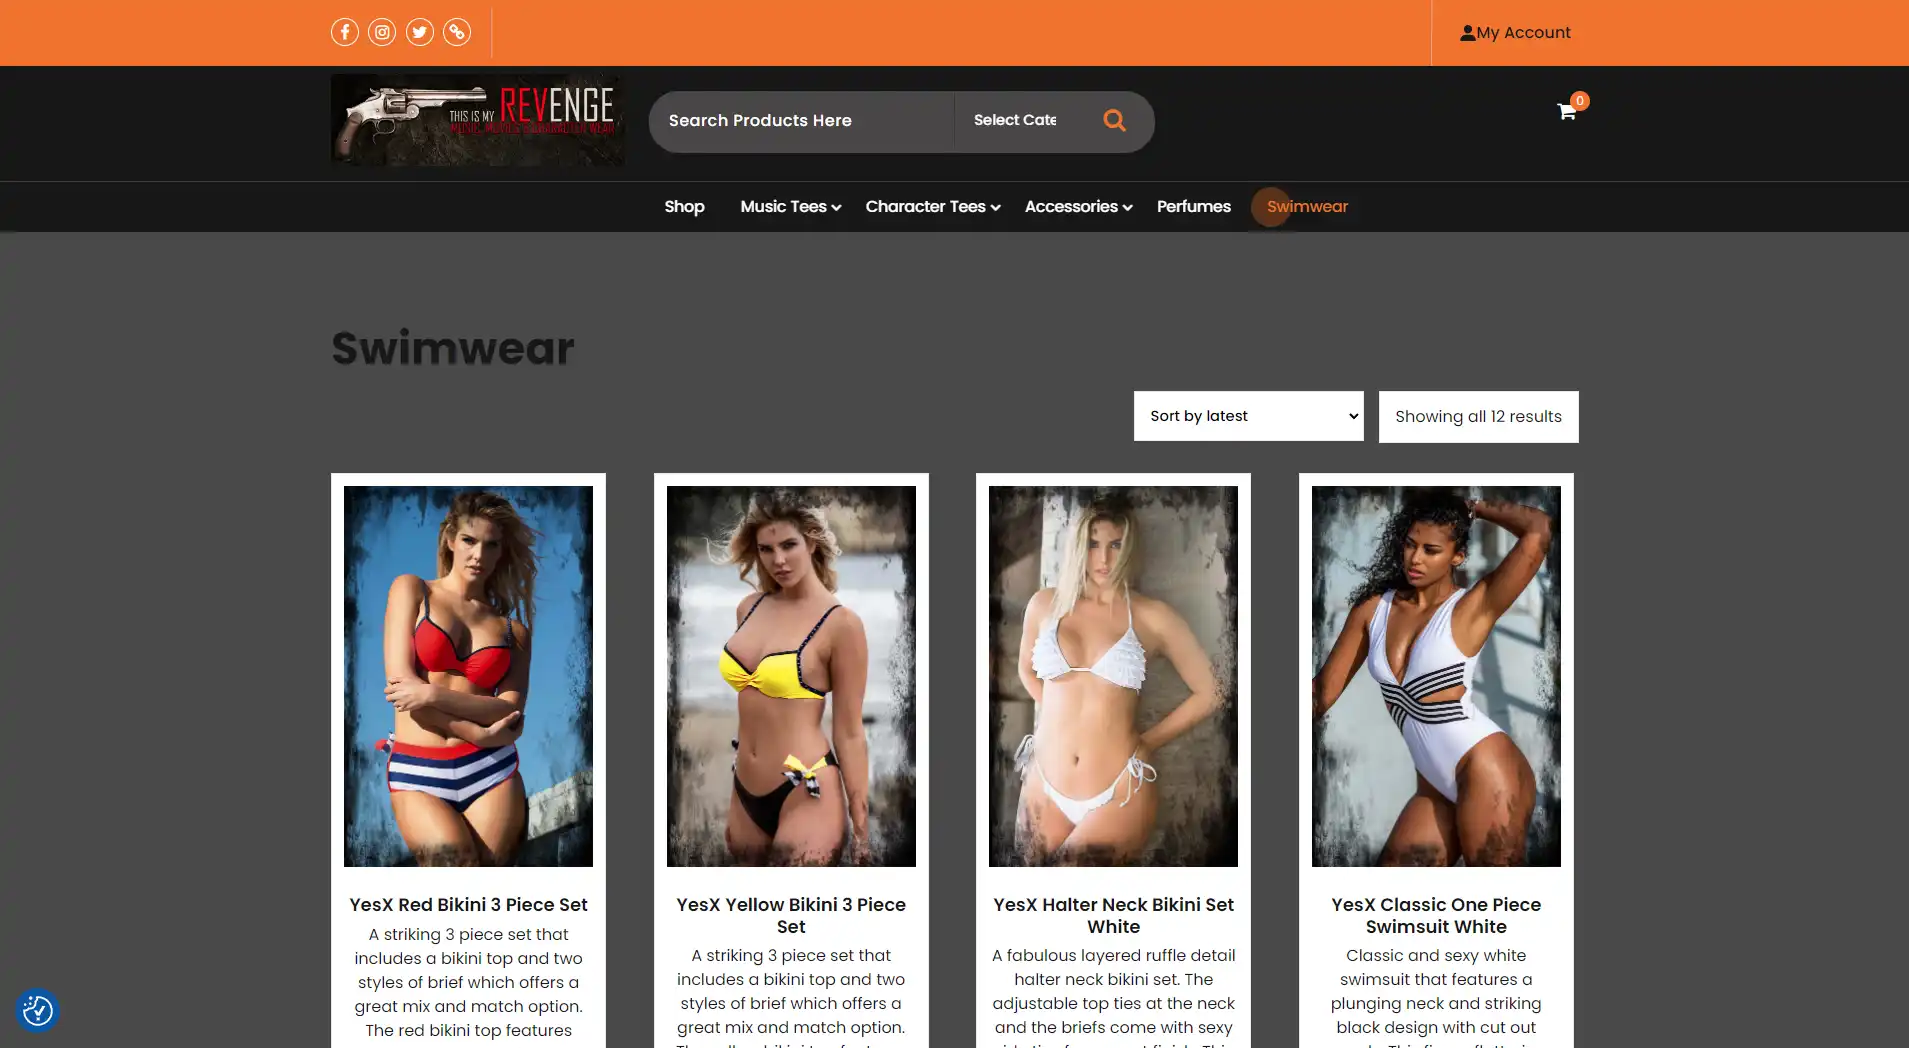 My Account
THIS IS MY REVENGE
Search Products Here
Select Cate
0
Shop
Music Tees
Character Tees
Accessories
Perfumes
Swimwear
Swimwear
Sort by latest
Showing all 12 results
YesX Red Bikini 3 Piece Set
A striking 3 piece set that
includes a bikini top and two
styles of brief which offers a
great mix and match option.
The red bikini top features
YesX Yellow Bikini 3 Piece
Set
A striking 3 piece set that
includes a bikini top and two
styles of brief which offers a
great mix and match option.
YesX Halter Neck Bikini Set
White
A fabulous layered ruffle detail
halter neck bikini set. The
adjustable top ties at the neck
and the briefs come with sexy
YesX Classic One Piece
Swimsuit White
Classic and sexy white
swimsuit that features a
plunging neck and striking
black design with cut out